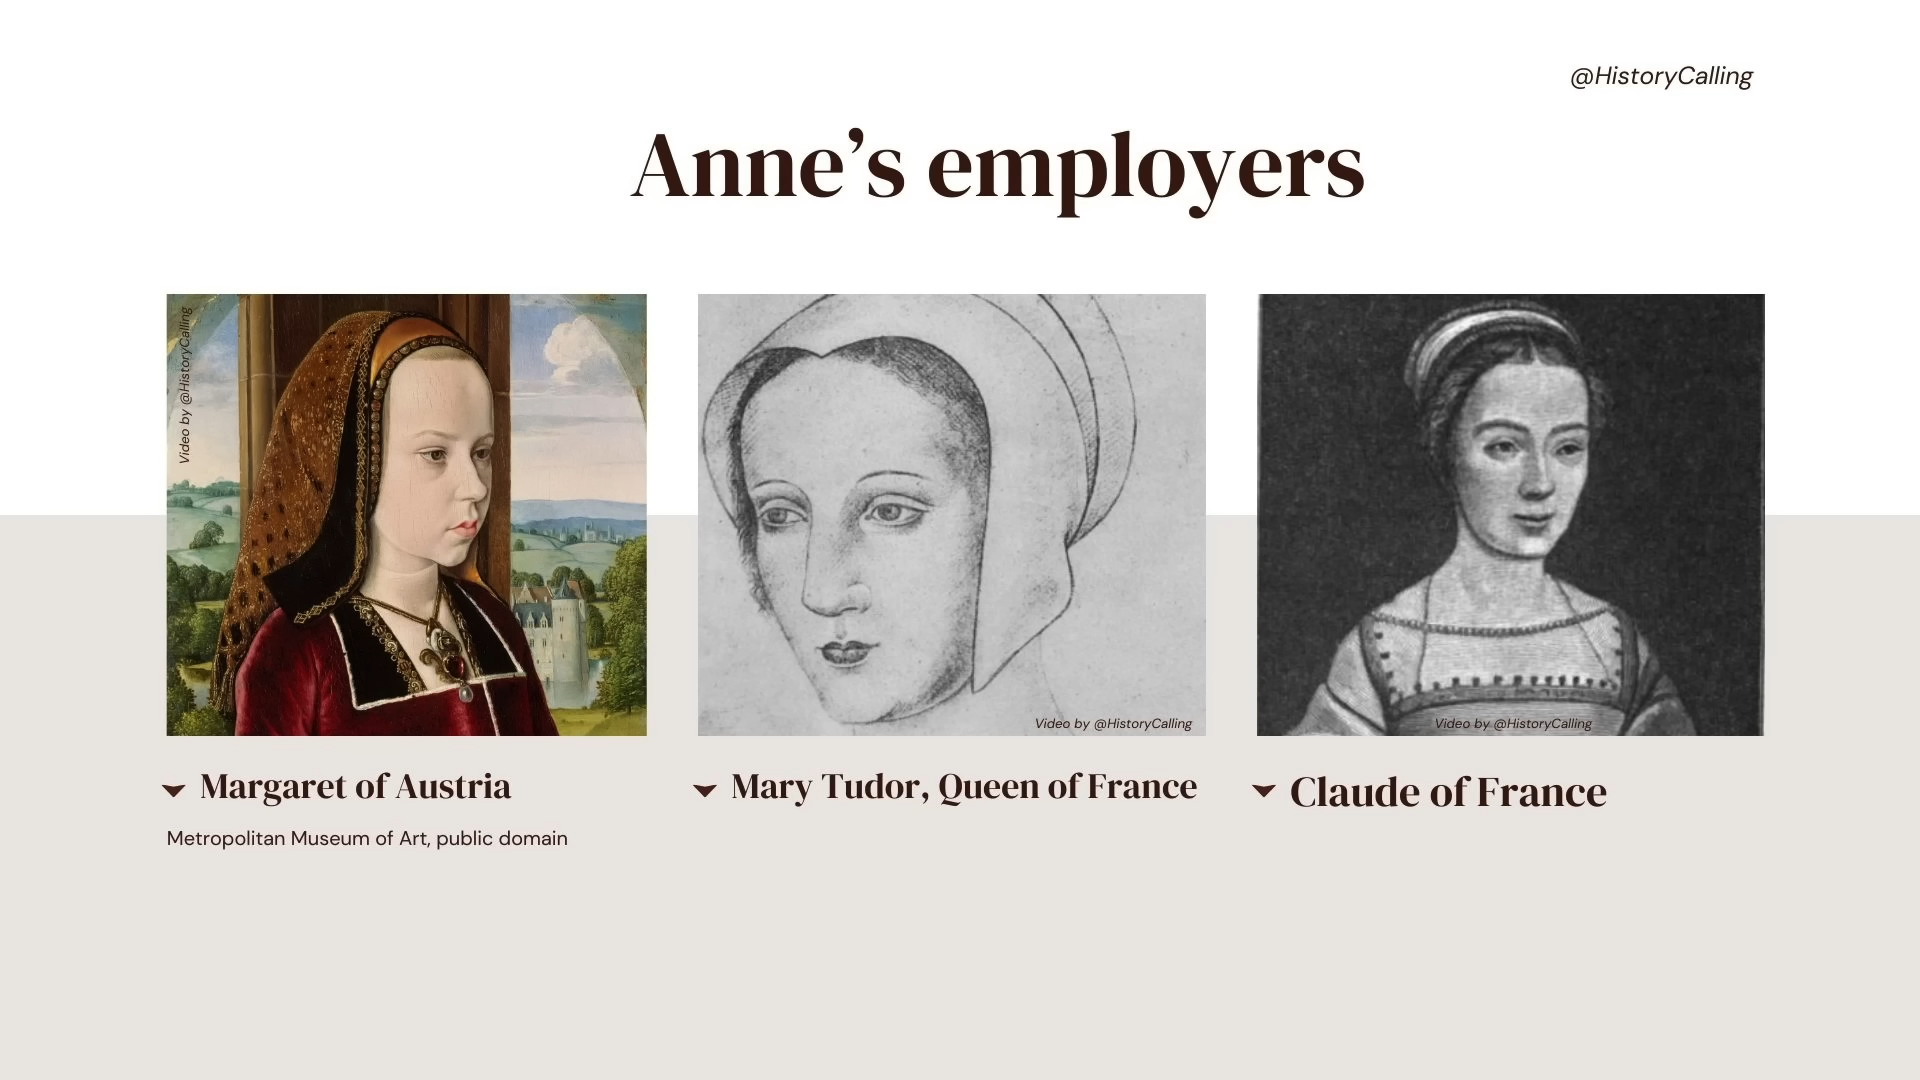 @HistoryCalling
Anne’s employers
Video by @HistoryCalling
Video by @HistoryCalling
Video by @HistoryCalling
Margaret of Austria
Mary Tudor, Queen of France
Claude of France
Metropolitan Museum of Art, public domain